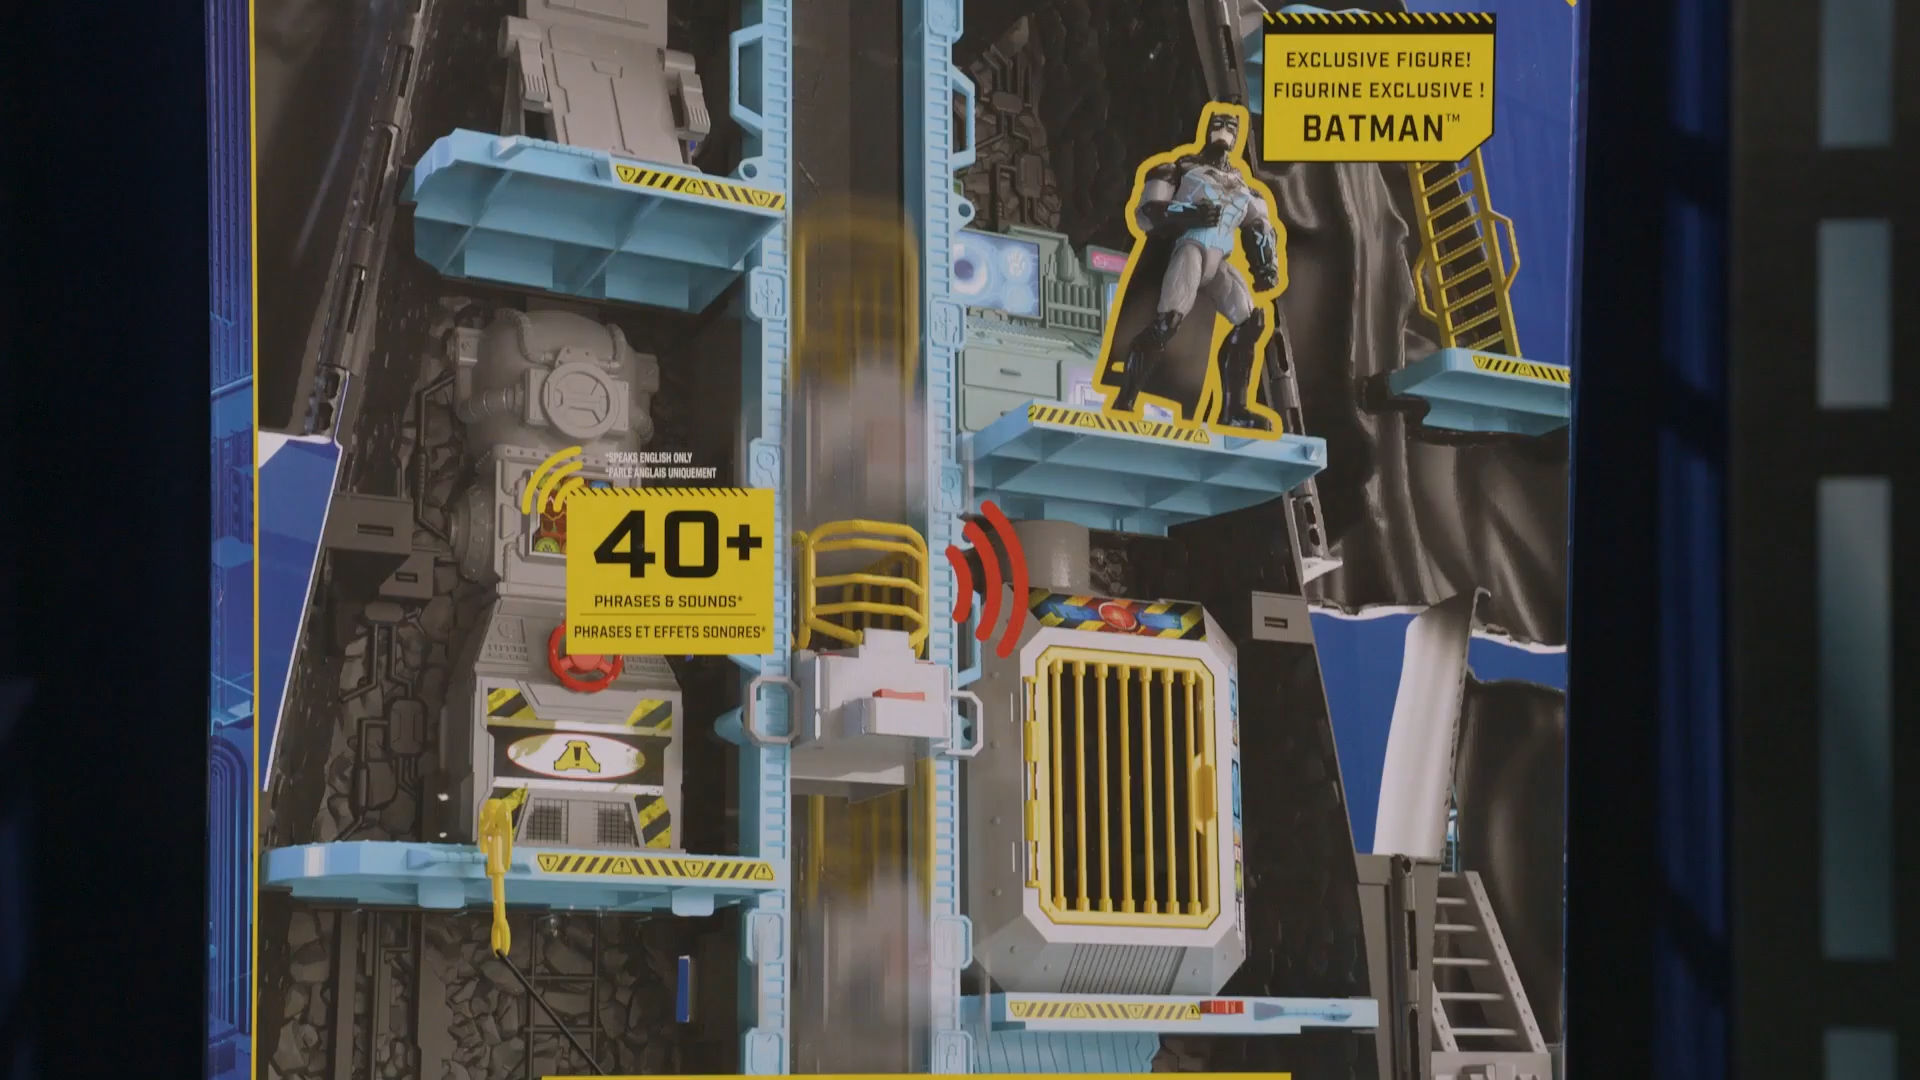 EXCLUSIVE FIGURE!
FIGURINE EXCLUSIVE !
BATMAN™
*SPEAKS ENGLISH ONLY
*PARLE ANGLAIS UNIQUEMENT
40+
PHRASES & SOUNDS*
PHRASES ET EFFETS SONORES*